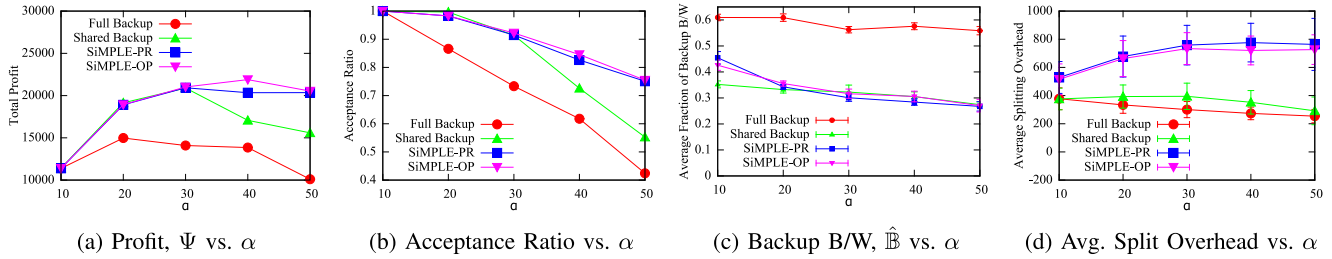 30000
25000
20000
15000
10000
Total Profit
Full Backup
Shared Backup
SiMPLE-PR
SiMPLE-OP
10 20 30 40 50
α
(a) Profit, Ψ vs. α
1
0.9
0.8
0.7
0.6
0.5
0.4
Acceptance Ratio
Full Backup
Shared Backup
SiMPLE-PR
SiMPLE-OP
10 20 30 40 50
α
(b) Acceptance Ratio vs. α
0.6
0.5
0.4
0.3
0.2
0.1
0
Average Fraction of Backup B/W
Full Backup
Shared Backup
SiMPLE-PR
SiMPLE-OP
10 20 30 40 50
α
(c) Backup B/W, 𝔹̂ vs. α
1000
800
600
400
200
0
-200
Average Splitting Overhead
Full Backup
Shared Backup
SiMPLE-PR
SiMPLE-OP
10 20 30 40 50
α
(d) Avg. Split Overhead vs. α